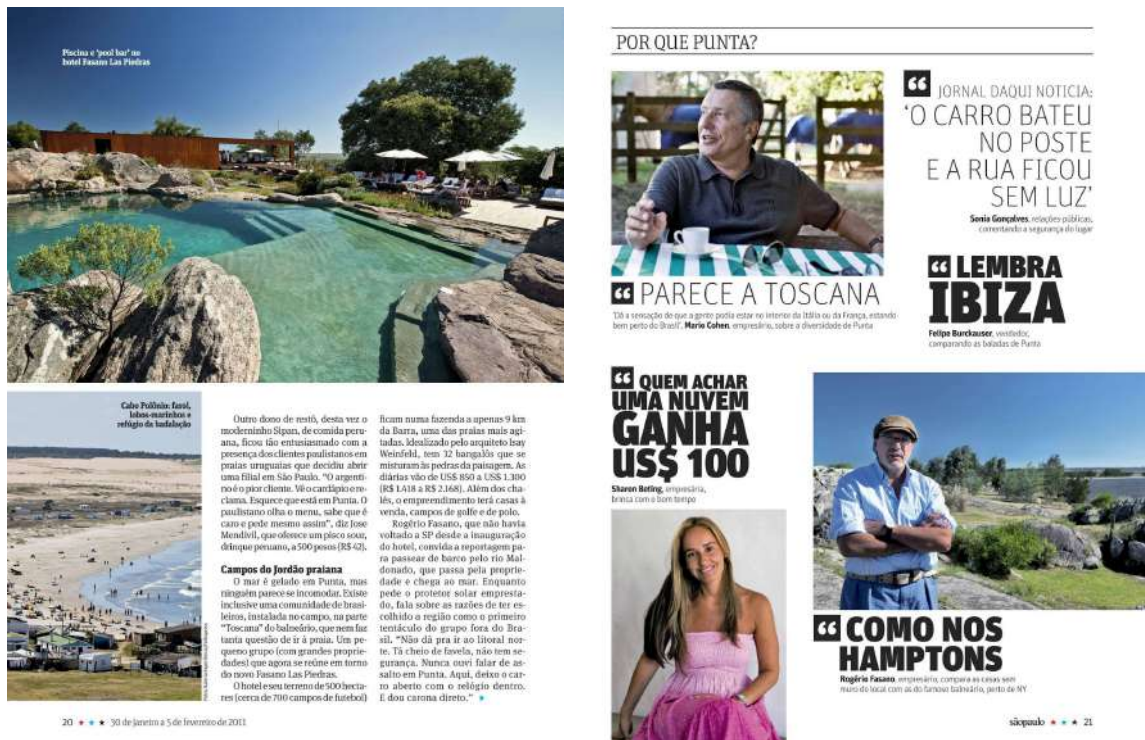 Piscina e 'pool bar' no
hotel Fasano Las Piedras
Cabo Polônio: farol,
lobos-marinhos e
refúgio da badalação
Outro dono de restô, desta vez o
moderninho Sipan, de comida peru-
ana, ficou tão entusiasmado com a
presença dos clientes paulistanos em
praias uruguaias que decidiu abrir
uma filial em São Paulo. "O argenti-
no é o pior cliente. Vê o cardápio e re-
clama. Esquece que está em Punta. O
paulistano olha o menu, sabe que é
caro e pede mesmo assim", diz Jose
Mendivil, que oferece um pisco sour,
drinque peruano, a 500 pesos (R$ 42).
Campos do Jordão praiana
O mar é gelado em Punta, mas
ninguém parece se incomodar. Existe
inclusive uma comunidade de brasi-
leiros, instalada no campo, na parte
"Toscana" do balneário, que nem faz
tanta questão de ir à praia. Um pe-
queno grupo (com grandes proprie-
dades) que agora se reúne em torno
do novo Fasano Las Piedras.
O hotel e seu terreno de 500 hecta-
res (cerca de 700 campos de futebol)
ficam numa fazenda a apenas 9 km
da Barra, uma das praias mais agi-
tadas. Idealizado pelo arquiteto Isay
Weinfeld, tem 32 bangalôs que se
misturam às pedras da paisagem. As
diárias vão de US$ 850 a US$ 1.300
(R$ 1.418 a R$ 2.168). Além dos cha-
lés, o empreendimento terá casas à
venda, campos de golfe e de polo.
Rogério Fasano, que não havia
voltado a SP desde a inauguração
do hotel, convida a reportagem pa-
ra passear de barco pelo rio Mal-
donado, que passa pela proprie-
dade e chega ao mar. Enquanto
pede o protetor solar empresta-
do, fala sobre as razões de ter es-
colhido a região como o primeiro
tentáculo do grupo fora do Bra-
sil. "Não dá pra ir ao litoral nor-
te. Tá cheio de favela, não tem se-
gurança. Nunca ouvi falar de as-
salto em Punta. Aqui, deixo o car-
ro aberto com o relógio dentro.
E dou carona direto."
20 ★ ★ ★ 30 de janeiro a 5 de fevereiro de 2011
POR QUE PUNTA?
“ PARECE A TOSCANA
'Dá a sensação de que a gente podia estar no interior da Itália ou da França, estando
bem perto do Brasil'. Mario Cohen, empresário, sobre a diversidade de Punta
“ JORNAL DAQUI NOTICIA:
'O CARRO BATEU
NO POSTE
E A RUA FICOU
SEM LUZ'
Sonia Gonçalves, relações-públicas,
comentando a segurança do lugar
“ LEMBRA
IBIZA
Felipe Burckauser, vendedor,
comparando as baladas de Punta
“ QUEM ACHAR
UMA NUVEM
GANHA
US$ 100
Sharon Beting, empresária,
brinca com o bom tempo
“ COMO NOS
HAMPTONS
Rogério Fasano, empresário, compara as casas sem
muro do local com as do famoso balneário, perto de NY
sãopaulo ★ ★ ★ 21